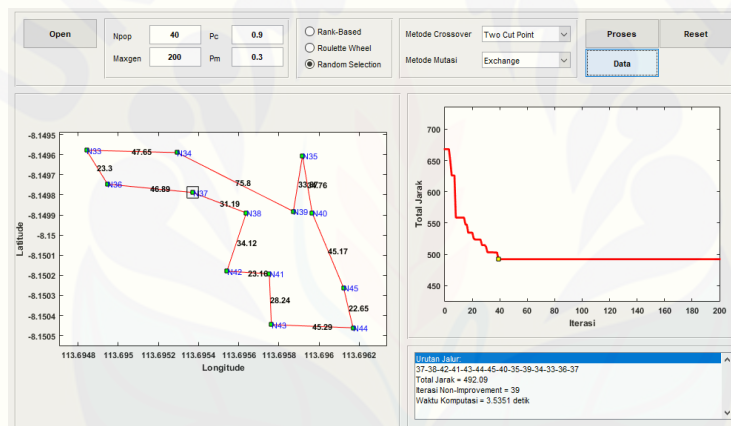 Open
Npop 40 Pc 0.9
Maxgen 200 Pm 0.3
Rank-Based
Roulette Wheel
Random Selection
Metode Crossover Two Cut Point
Metode Mutasi Exchange
Proses Reset
Data
-8.1495
-8.1496
-8.1497
-8.1498
-8.1499
-8.15
-8.1501
-8.1502
-8.1503
-8.1504
-8.1505
Latitude
N33 47.65 N34 N35
23.3 75.8
N36 46.89 N37
31.19 N38 N39 N40
34.12 45.17
N42 23.16 N41
N45
28.24 22.65
N43 45.29 N44
113.6948 113.695 113.6952 113.6954 113.6956 113.6958 113.696 113.6962
Longitude
700
650
600
550
500
450
Total Jarak
0 20 40 60 80 100 120 140 160 180 200
Iterasi
Urutan Jalur:
37-38-42-41-43-44-45-40-35-39-34-33-36-37
Total Jarak = 492.09
Iterasi Non-Improvement = 39
Waktu Komputasi = 3.5351 detik